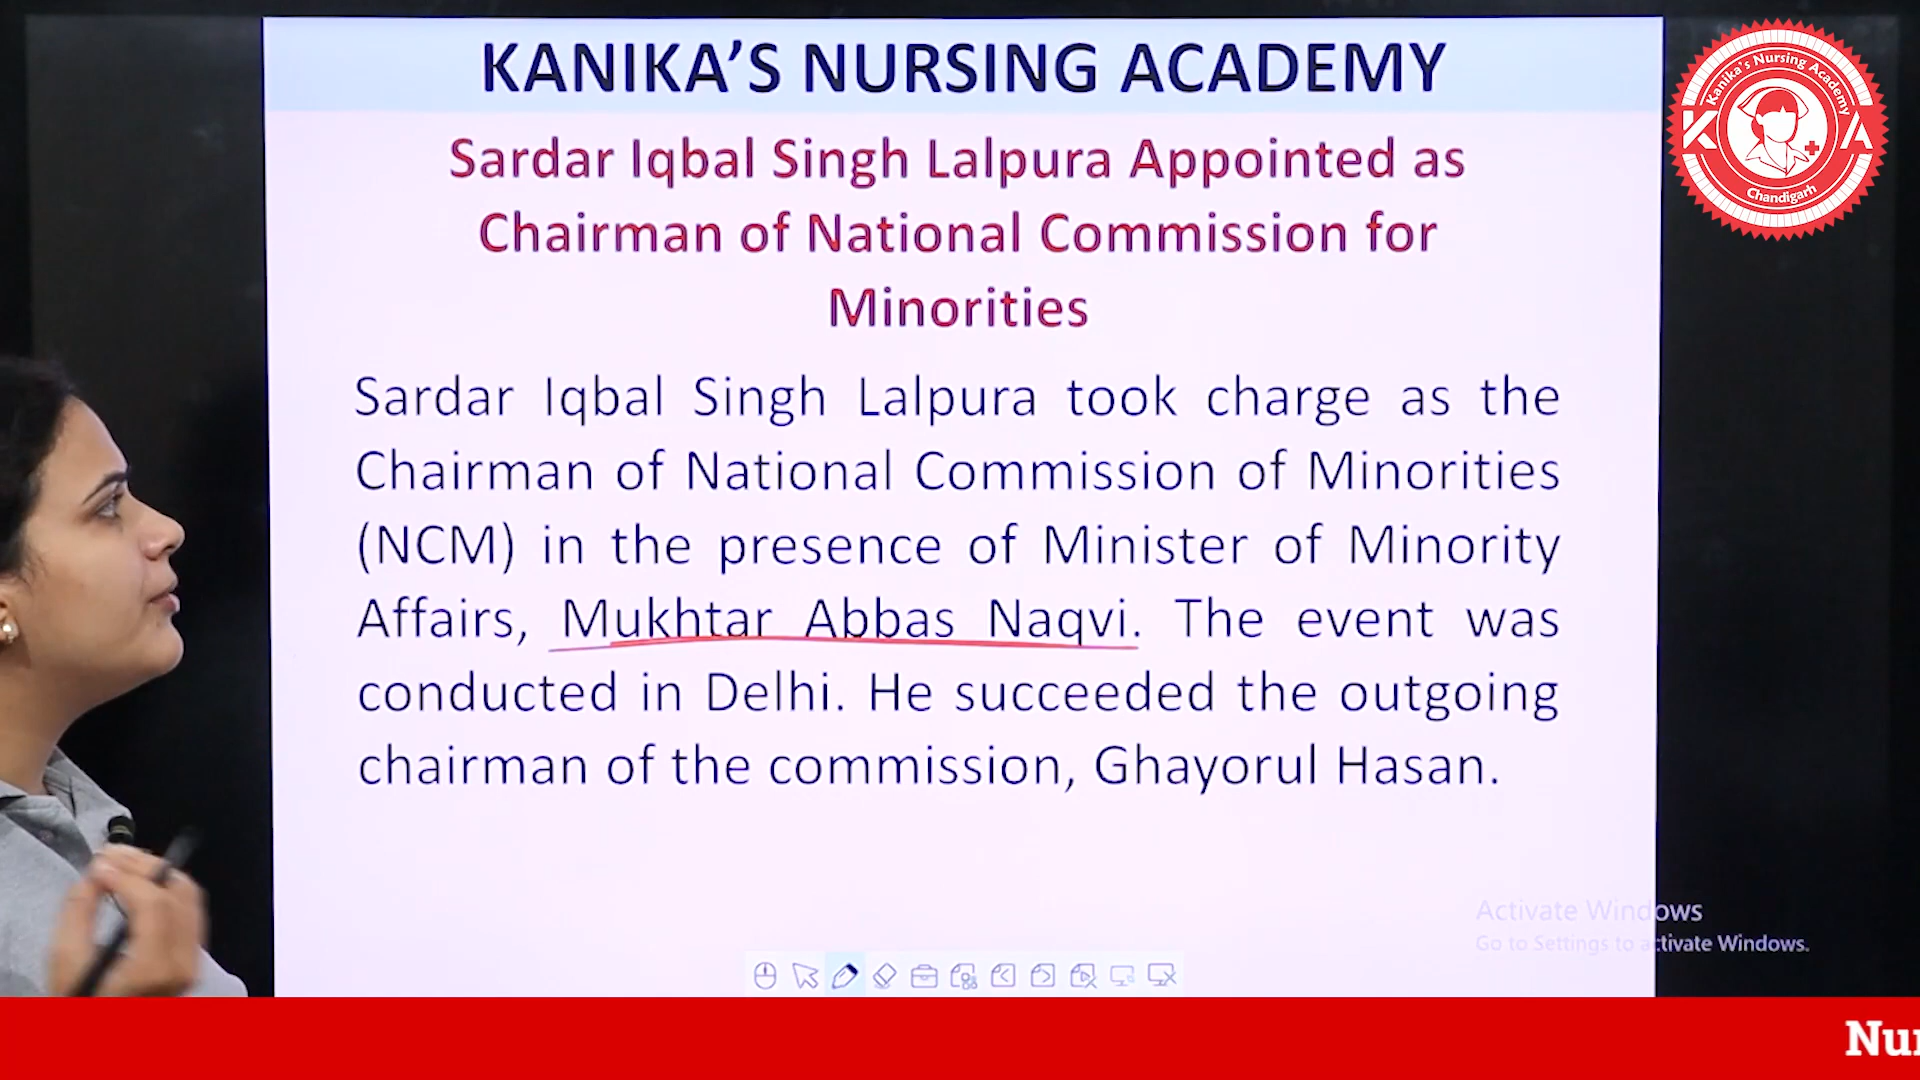 KANIKA'S NURSING ACADEMY
Sardar Iqbal Singh Lalpura Appointed as
Chairman of National Commission for
Minorities
Sardar Iqbal Singh Lalpura took charge as the
Chairman of National Commission of Minorities
(NCM) in the presence of Minister of Minority
Affairs, Mukhtar Abbas Naqvi. The event was
conducted in Delhi. He succeeded the outgoing
chairman of the commission, Ghayorul Hasan.
Kanika's Nursing Academy
K A
Chandigarh
Activate Windows
Go to Settings to activate Windows.